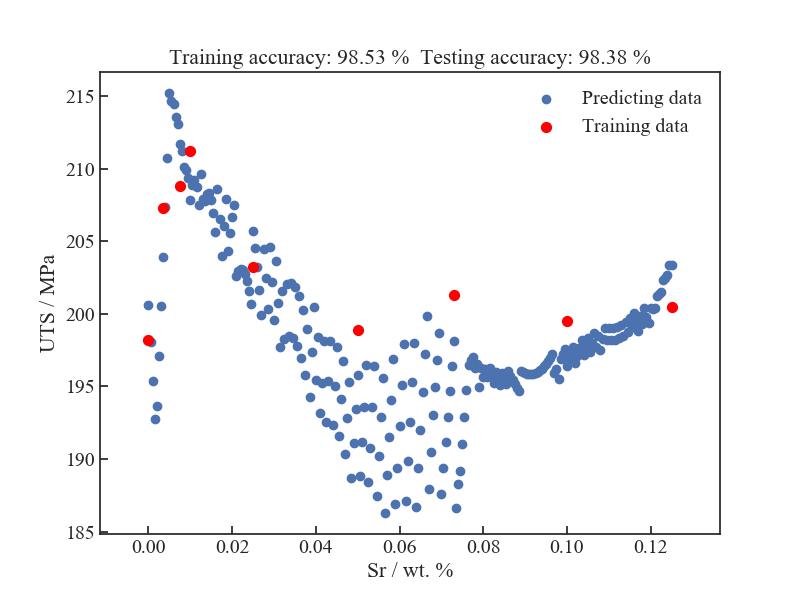 Training accuracy: 98.53 %  Testing accuracy: 98.38 %
Predicting data
Training data
UTS / MPa
215
210
205
200
195
190
185
0.00 0.02 0.04 0.06 0.08 0.10 0.12
Sr / wt. %